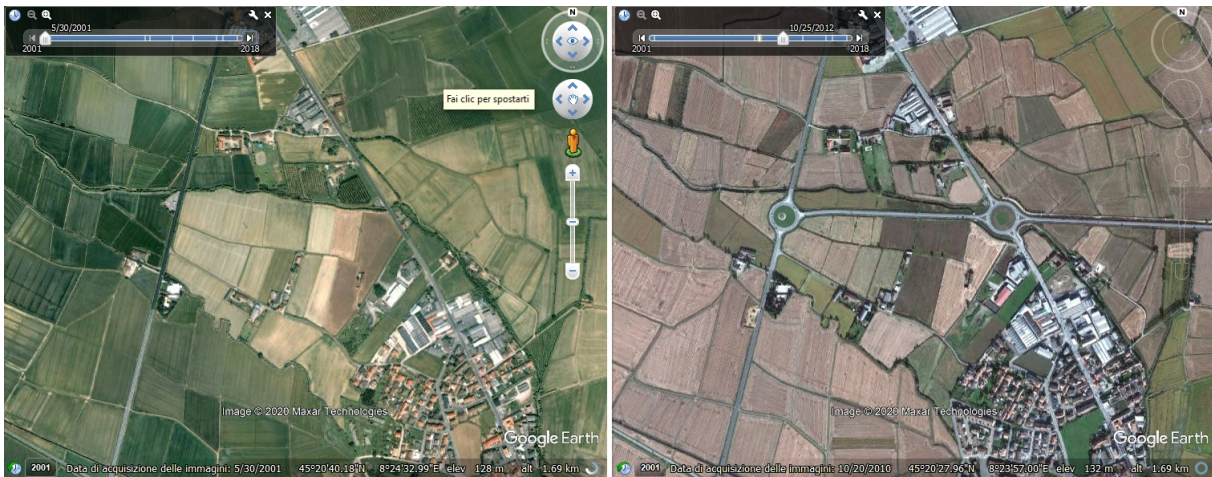 5/30/2001
2001 2018
N
Fai clic per spostarti
Image © 2020 Maxar Technologies
Google Earth
2001 Data di acquisizione delle immagini: 5/30/2001 45°20'40.18"N 8°24'32.99"E elev 128 m alt 1.69 km
10/25/2012
2001 2018
N
Image © 2020 Maxar Technologies
Google Earth
2001 Data di acquisizione delle immagini: 10/20/2010 45°20'27.96"N 8°23'57.00"E elev 132 m alt 1.69 km